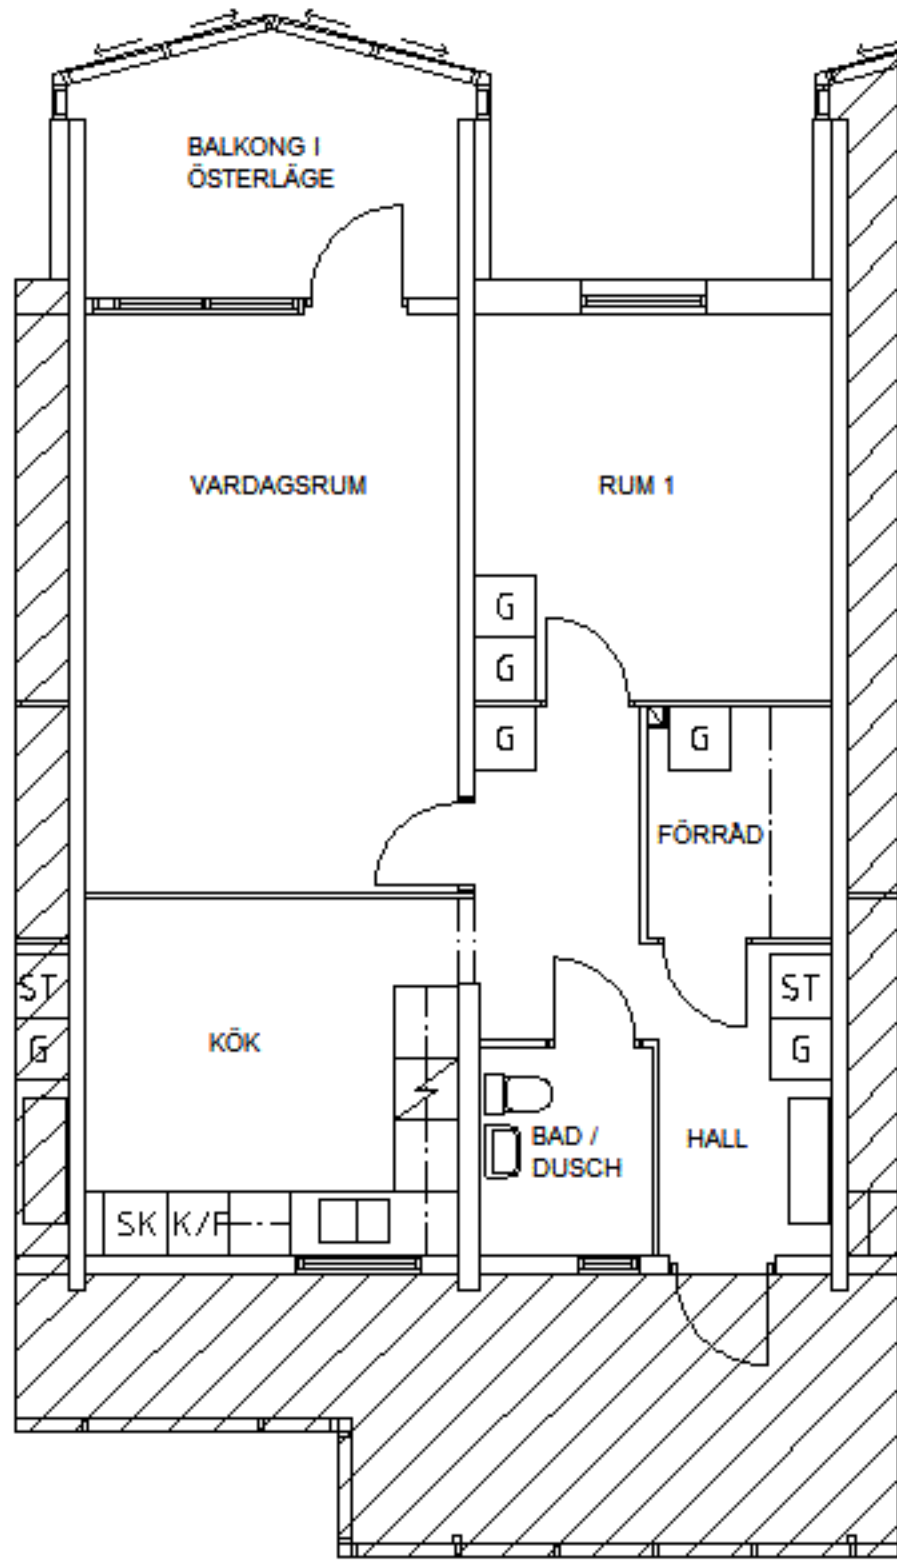 BALKONG I
ÖSTERLÄGE
VARDAGSRUM
RUM 1
G
G
G
G
FÖRRÅD
ST
ST
G
KÖK
G
BAD /
DUSCH
HALL
SK
K/F